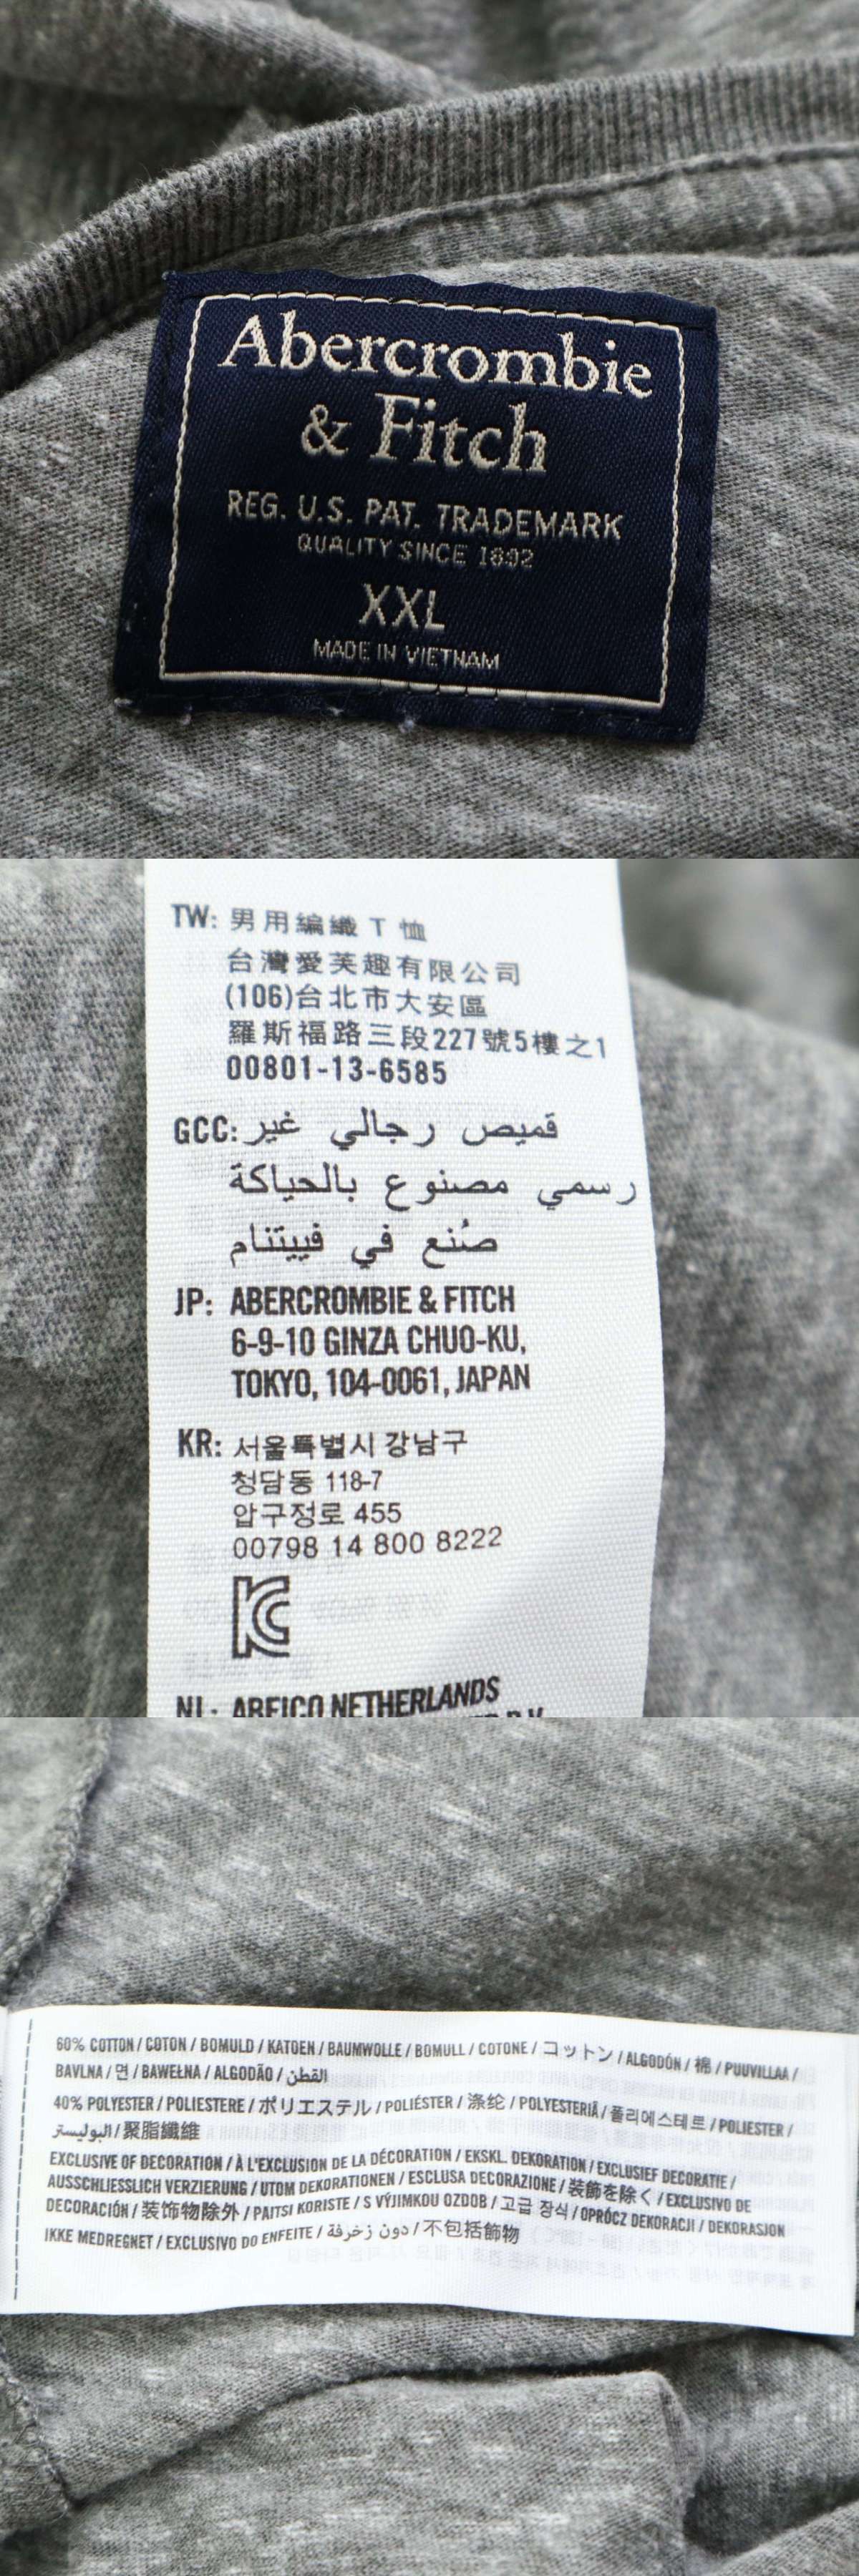 Abercrombie
& Fitch
REG. U.S. PAT. TRADEMARK
QUALITY SINCE 1892
XXL
MADE IN VIETNAM
TW: 男用編織 T 恤
台灣愛芙趣有限公司
(106)台北市大安區
羅斯福路三段227號5樓之1
00801-13-6585
GCC: قميص رجالي غير
رسمي مصنوع بالحياكة
صُنع في فييتنام
JP: ABERCROMBIE & FITCH
6-9-10 GINZA CHUO-KU,
TOKYO, 104-0061, JAPAN
KR: 서울특별시 강남구
청담동 118-7
압구정로 455
00798 14 800 8222
NL: ABFICO NETHERLANDS
60% COTTON / COTON / BOMULD / KATOEN / BAUMWOLLE / BOMULL / COTONE / コットン / ALGODÓN / 棉 / PUUVILLAA /
BAVLNA / 면 / BAWEŁNA / ALGODÃO / القطن
40% POLYESTER / POLIESTERE / ポリエステル / POLIÉSTER / 涤纶 / POLYESTERIÄ / 폴리에스테르 / POLIESTER /
البوليستر / 聚脂纖維
EXCLUSIVE OF DECORATION / À L'EXCLUSION DE LA DÉCORATION / EKSKL. DEKORATION / EXCLUSIEF DECORATIE /
AUSSCHLIESSLICH VERZIERUNG / UTOM DEKORATIONEN / ESCLUSA DECORAZIONE / 装飾を除く / EXCLUSIVO DE
DECORACIÓN / 装饰物除外 / PAITSI KORISTE / S VÝJIMKOU OZDOB / 고급 장식 / OPRÓCZ DEKORACJI / DEKORASJON
IKKE MEDREGNET / EXCLUSIVO DO ENFEITE / دون زخرفة / 不包括飾物